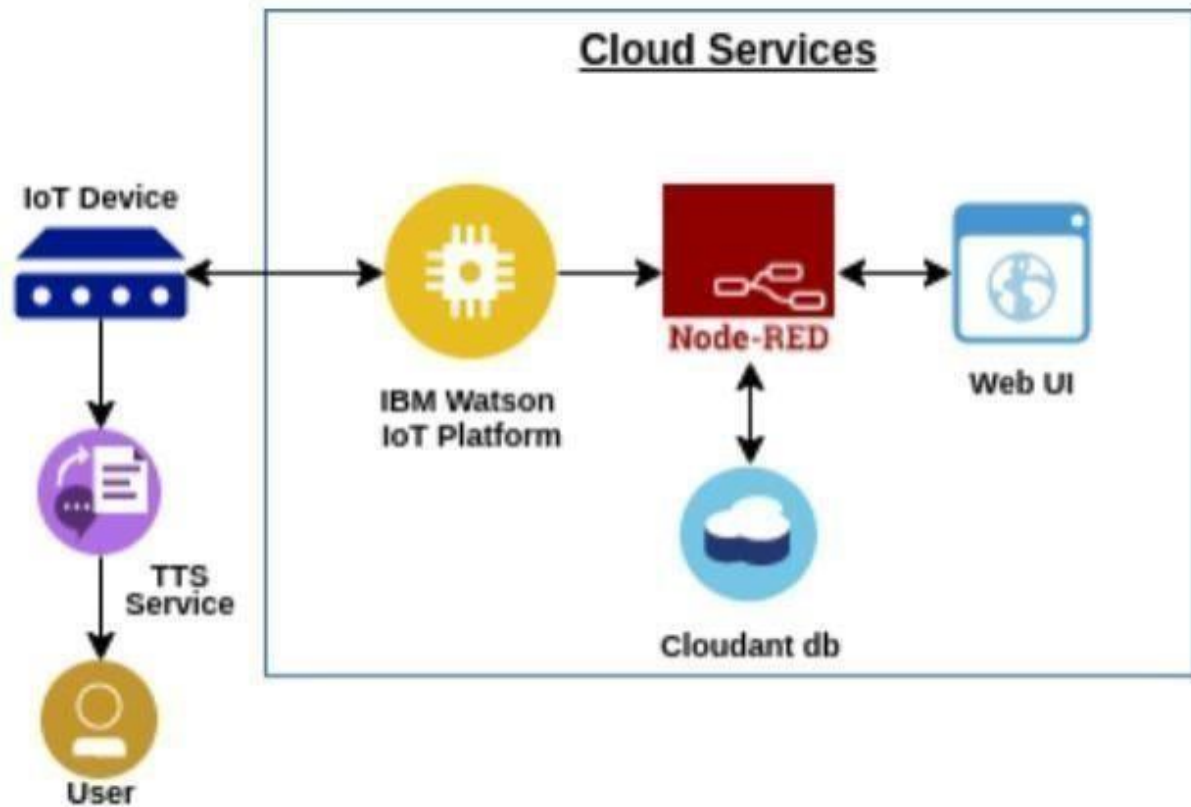 Cloud Services
IoT Device
Node-RED
Web UI
IBM Watson
IoT Platform
TTS
Service
Cloudant db
User